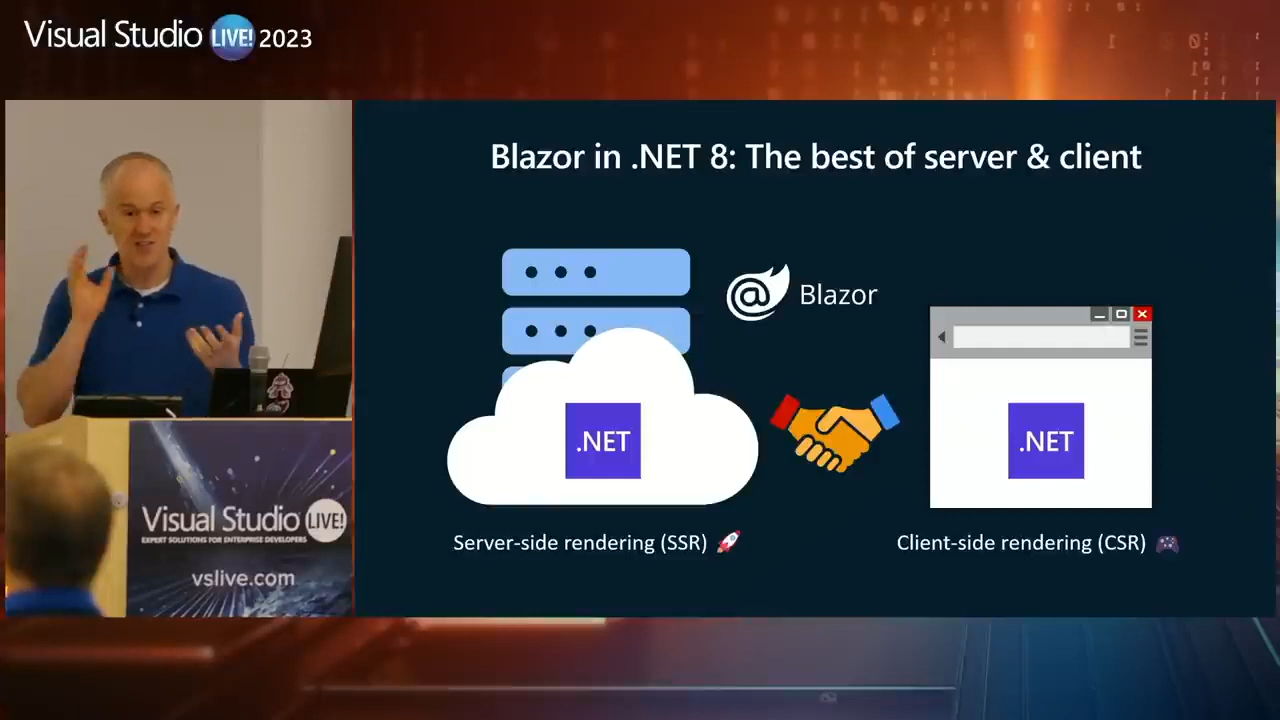 Visual Studio LIVE! 2023
Blazor in .NET 8: The best of server & client
@ Blazor
.NET
.NET
Server-side rendering (SSR) 🚀
Client-side rendering (CSR) 🎮
Visual Studio LIVE!
EXPERT SOLUTIONS FOR ENTERPRISE DEVELOPERS
vslive.com